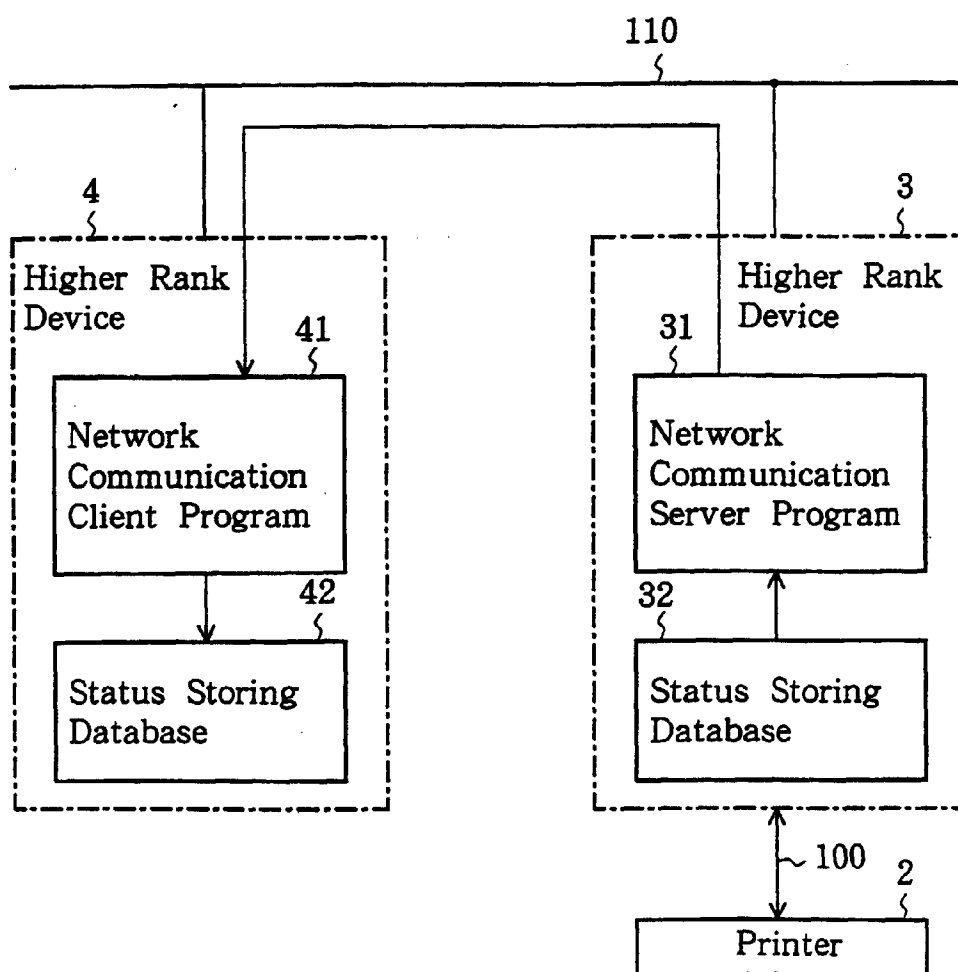 110
4
3
Higher Rank
Device
Higher Rank
Device
41
31
Network
Communication
Client Program
Network
Communication
Server Program
42
32
Status Storing
Database
Status Storing
Database
100
2
Printer